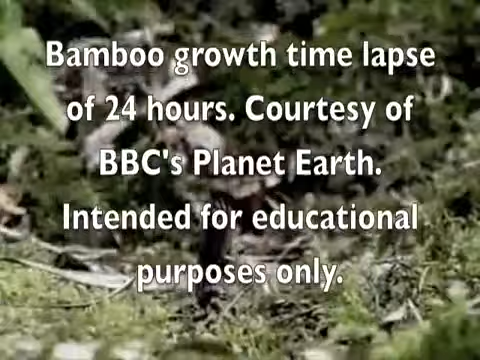 Bamboo growth time lapse
of 24 hours. Courtesy of
BBC's Planet Earth.
Intended for educational
purposes only.